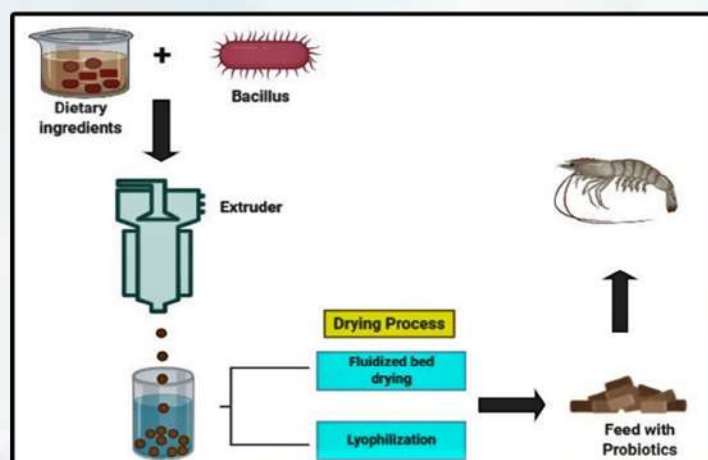 +
Dietary
ingredients
Bacillus
Extruder
Drying Process
Fluidized bed
drying
Lyophilization
Feed with
Probiotics